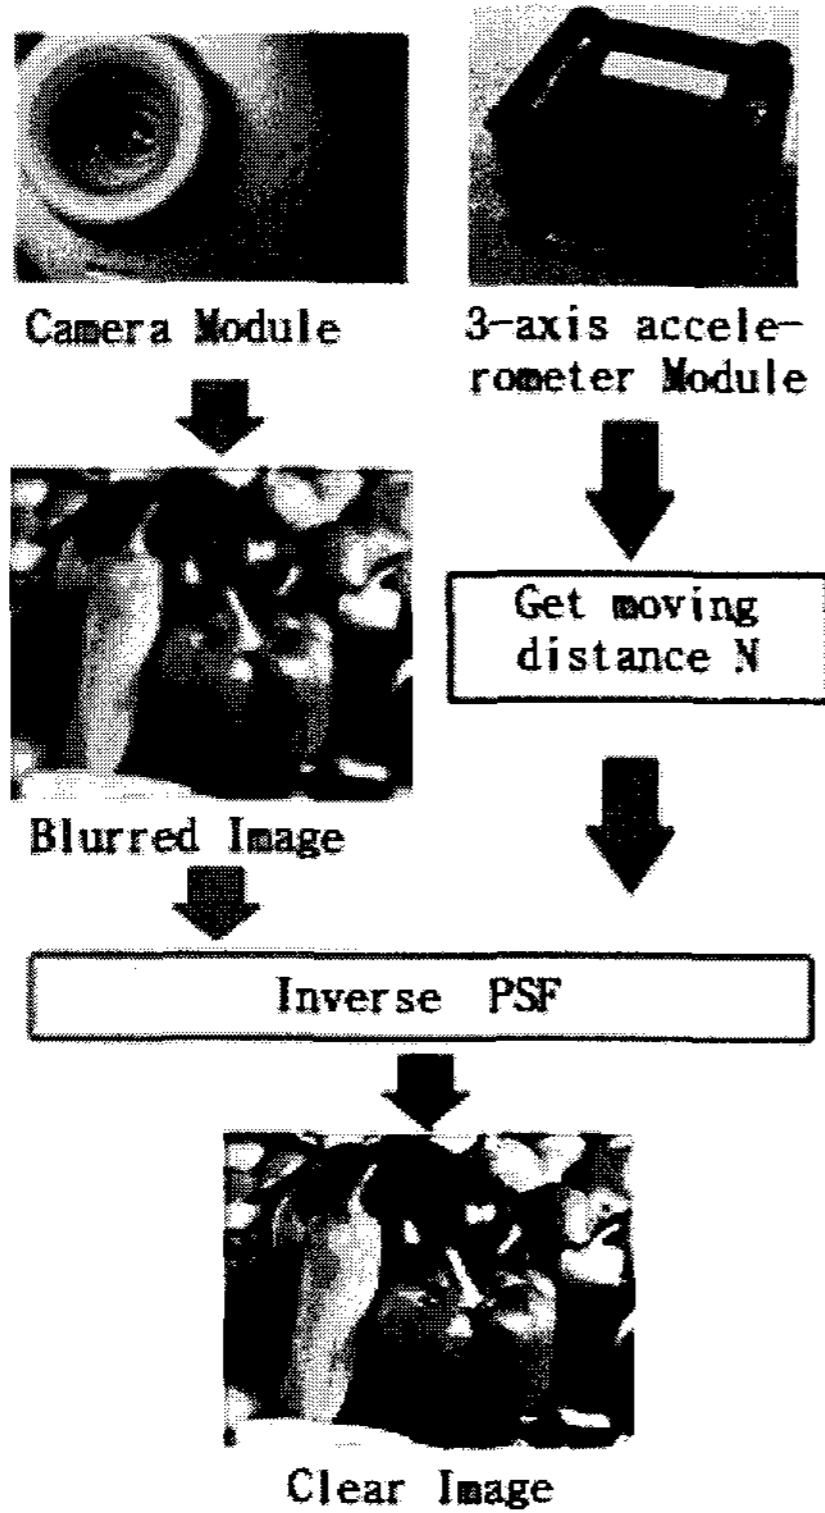 Camera Module
3-axis accele-
rometer Module
Get moving
distance N
Blurred Image
Inverse PSF
Clear Image